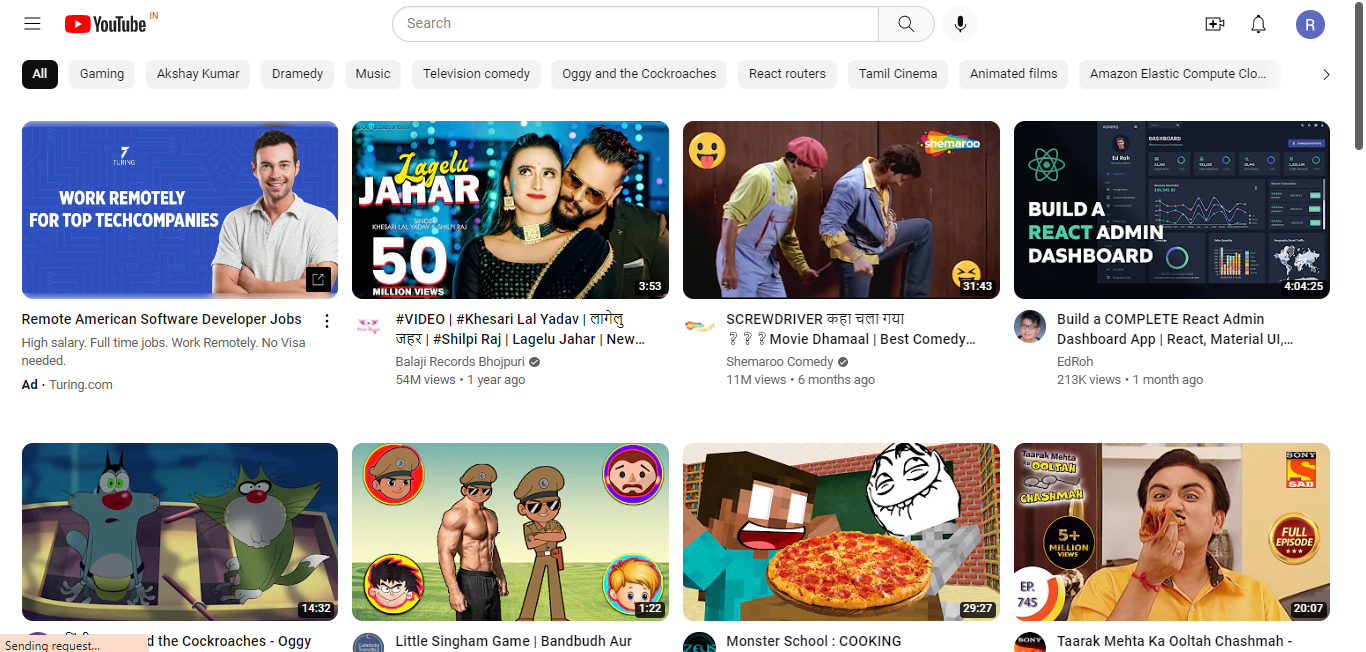 YouTube IN
Search
R
All
Gaming
Akshay Kumar
Dramedy
Music
Television comedy
Oggy and the Cockroaches
React routers
Tamil Cinema
Animated films
Amazon Elastic Compute Clo...
TURING
WORK REMOTELY
FOR TOP TECHCOMPANIES
Lagelu
JAHAR
SINGER
KHESARI LAL YADAV & SHILPI RAJ
50
MILLION VIEWS
3:53
shemaroo
31:43
ADMINIS
DASHBOARD
Ed Roh
BUILD A
REACT ADMIN
DASHBOARD
4:04:25
Remote American Software Developer Jobs
High salary. Full time jobs. Work Remotely. No Visa
needed.
Ad · Turing.com
#VIDEO | #Khesari Lal Yadav | लागेलु
जहर | #Shilpi Raj | Lagelu Jahar | New...
Balaji Records Bhojpuri
54M views • 1 year ago
SCREWDRIVER कहा चला गया
❔❔❔Movie Dhamaal | Best Comedy...
Shemaroo Comedy
11M views • 6 months ago
Build a COMPLETE React Admin
Dashboard App | React, Material UI,...
EdRoh
213K views • 1 month ago
14:32
1:22
29:27
Taarak Mehta
Ka OOLTAH
CHASHMAH
SONY
SAB
5+
MILLION
VIEWS
FULL
EPISODE
EP.
745
20:07
d the Cockroaches - Oggy
Little Singham Game | Bandbudh Aur
Monster School : COOKING
Taarak Mehta Ka Ooltah Chashmah -
SONY
Sending request...